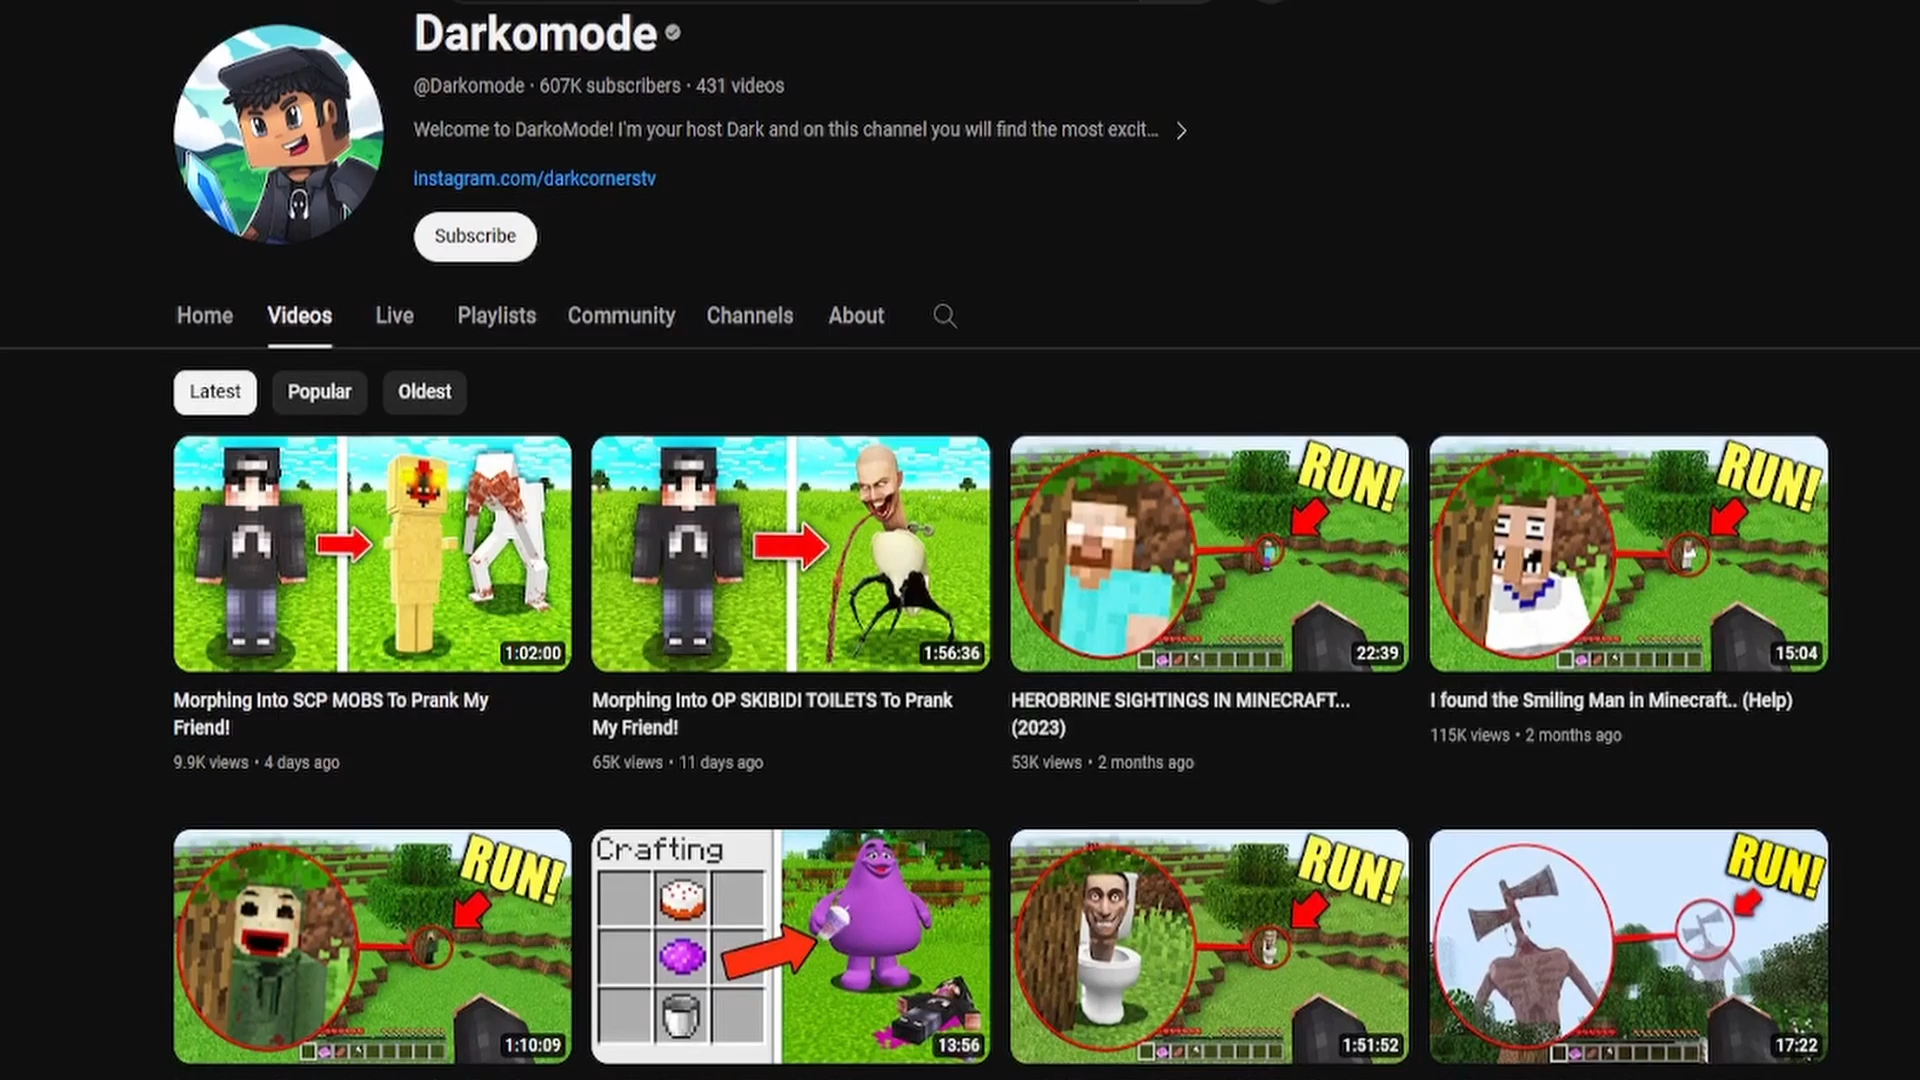 Darkomode
@Darkomode · 607K subscribers · 431 videos
Welcome to DarkoMode! I'm your host Dark and on this channel you will find the most excit...
instagram.com/darkcornerstv
Subscribe
Home Videos Live Playlists Community Channels About
Latest Popular Oldest
RUN! RUN!
1:02:00 1:56:36 22:39 15:04
Morphing Into SCP MOBS To Prank My
Friend!
9.9K views • 4 days ago
Morphing Into OP SKIBIDI TOILETS To Prank
My Friend!
65K views • 11 days ago
HEROBRINE SIGHTINGS IN MINECRAFT...
(2023)
53K views • 2 months ago
I found the Smiling Man in Minecraft.. (Help)
115K views • 2 months ago
RUN! Crafting RUN! RUN!
1:10:09 13:56 1:51:52 17:22